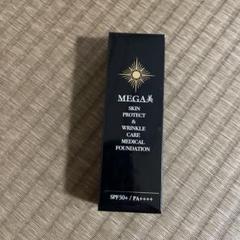 MEGA美
SKIN
PROTECT
&
WRINKLE
CARE
MEDICAL
FOUNDATION
SPF50+ / PA++++